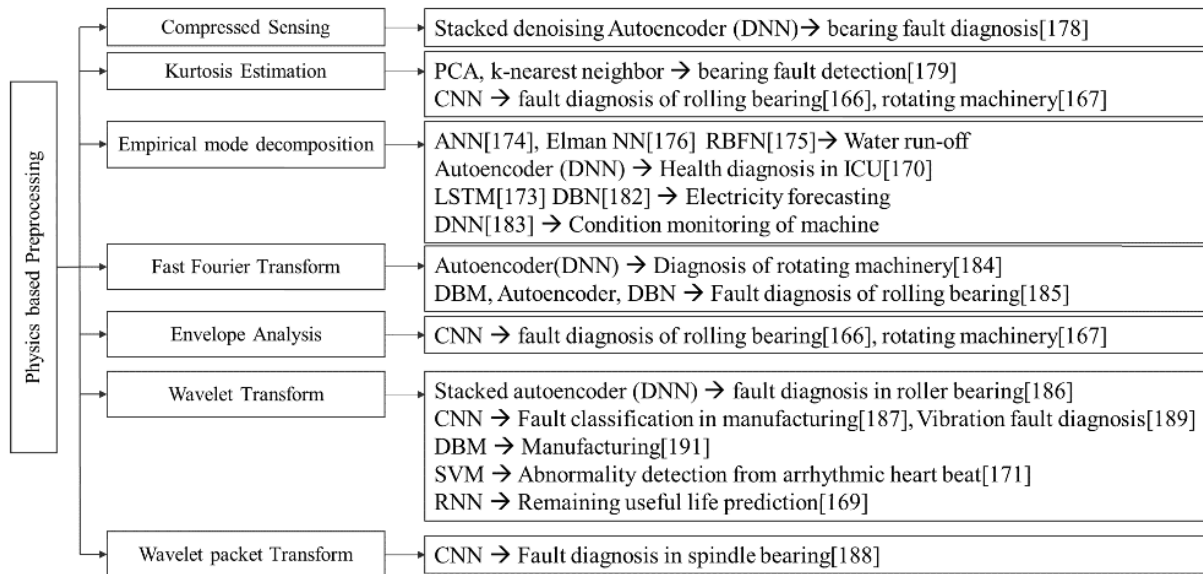 Physics based Preprocessing
Compressed Sensing
Stacked denoising Autoencoder (DNN)→ bearing fault diagnosis[178]
Kurtosis Estimation
PCA, k-nearest neighbor → bearing fault detection[179]
CNN → fault diagnosis of rolling bearing[166], rotating machinery[167]
Empirical mode decomposition
ANN[174], Elman NN[176] RBFN[175]→ Water run-off
Autoencoder (DNN) → Health diagnosis in ICU[170]
LSTM[173] DBN[182] → Electricity forecasting
DNN[183] → Condition monitoring of machine
Fast Fourier Transform
Autoencoder(DNN) → Diagnosis of rotating machinery[184]
DBM, Autoencoder, DBN → Fault diagnosis of rolling bearing[185]
Envelope Analysis
CNN → fault diagnosis of rolling bearing[166], rotating machinery[167]
Wavelet Transform
Stacked autoencoder (DNN) → fault diagnosis in roller bearing[186]
CNN → Fault classification in manufacturing[187], Vibration fault diagnosis[189]
DBM → Manufacturing[191]
SVM → Abnormality detection from arrhythmic heart beat[171]
RNN → Remaining useful life prediction[169]
Wavelet packet Transform
CNN → Fault diagnosis in spindle bearing[188]